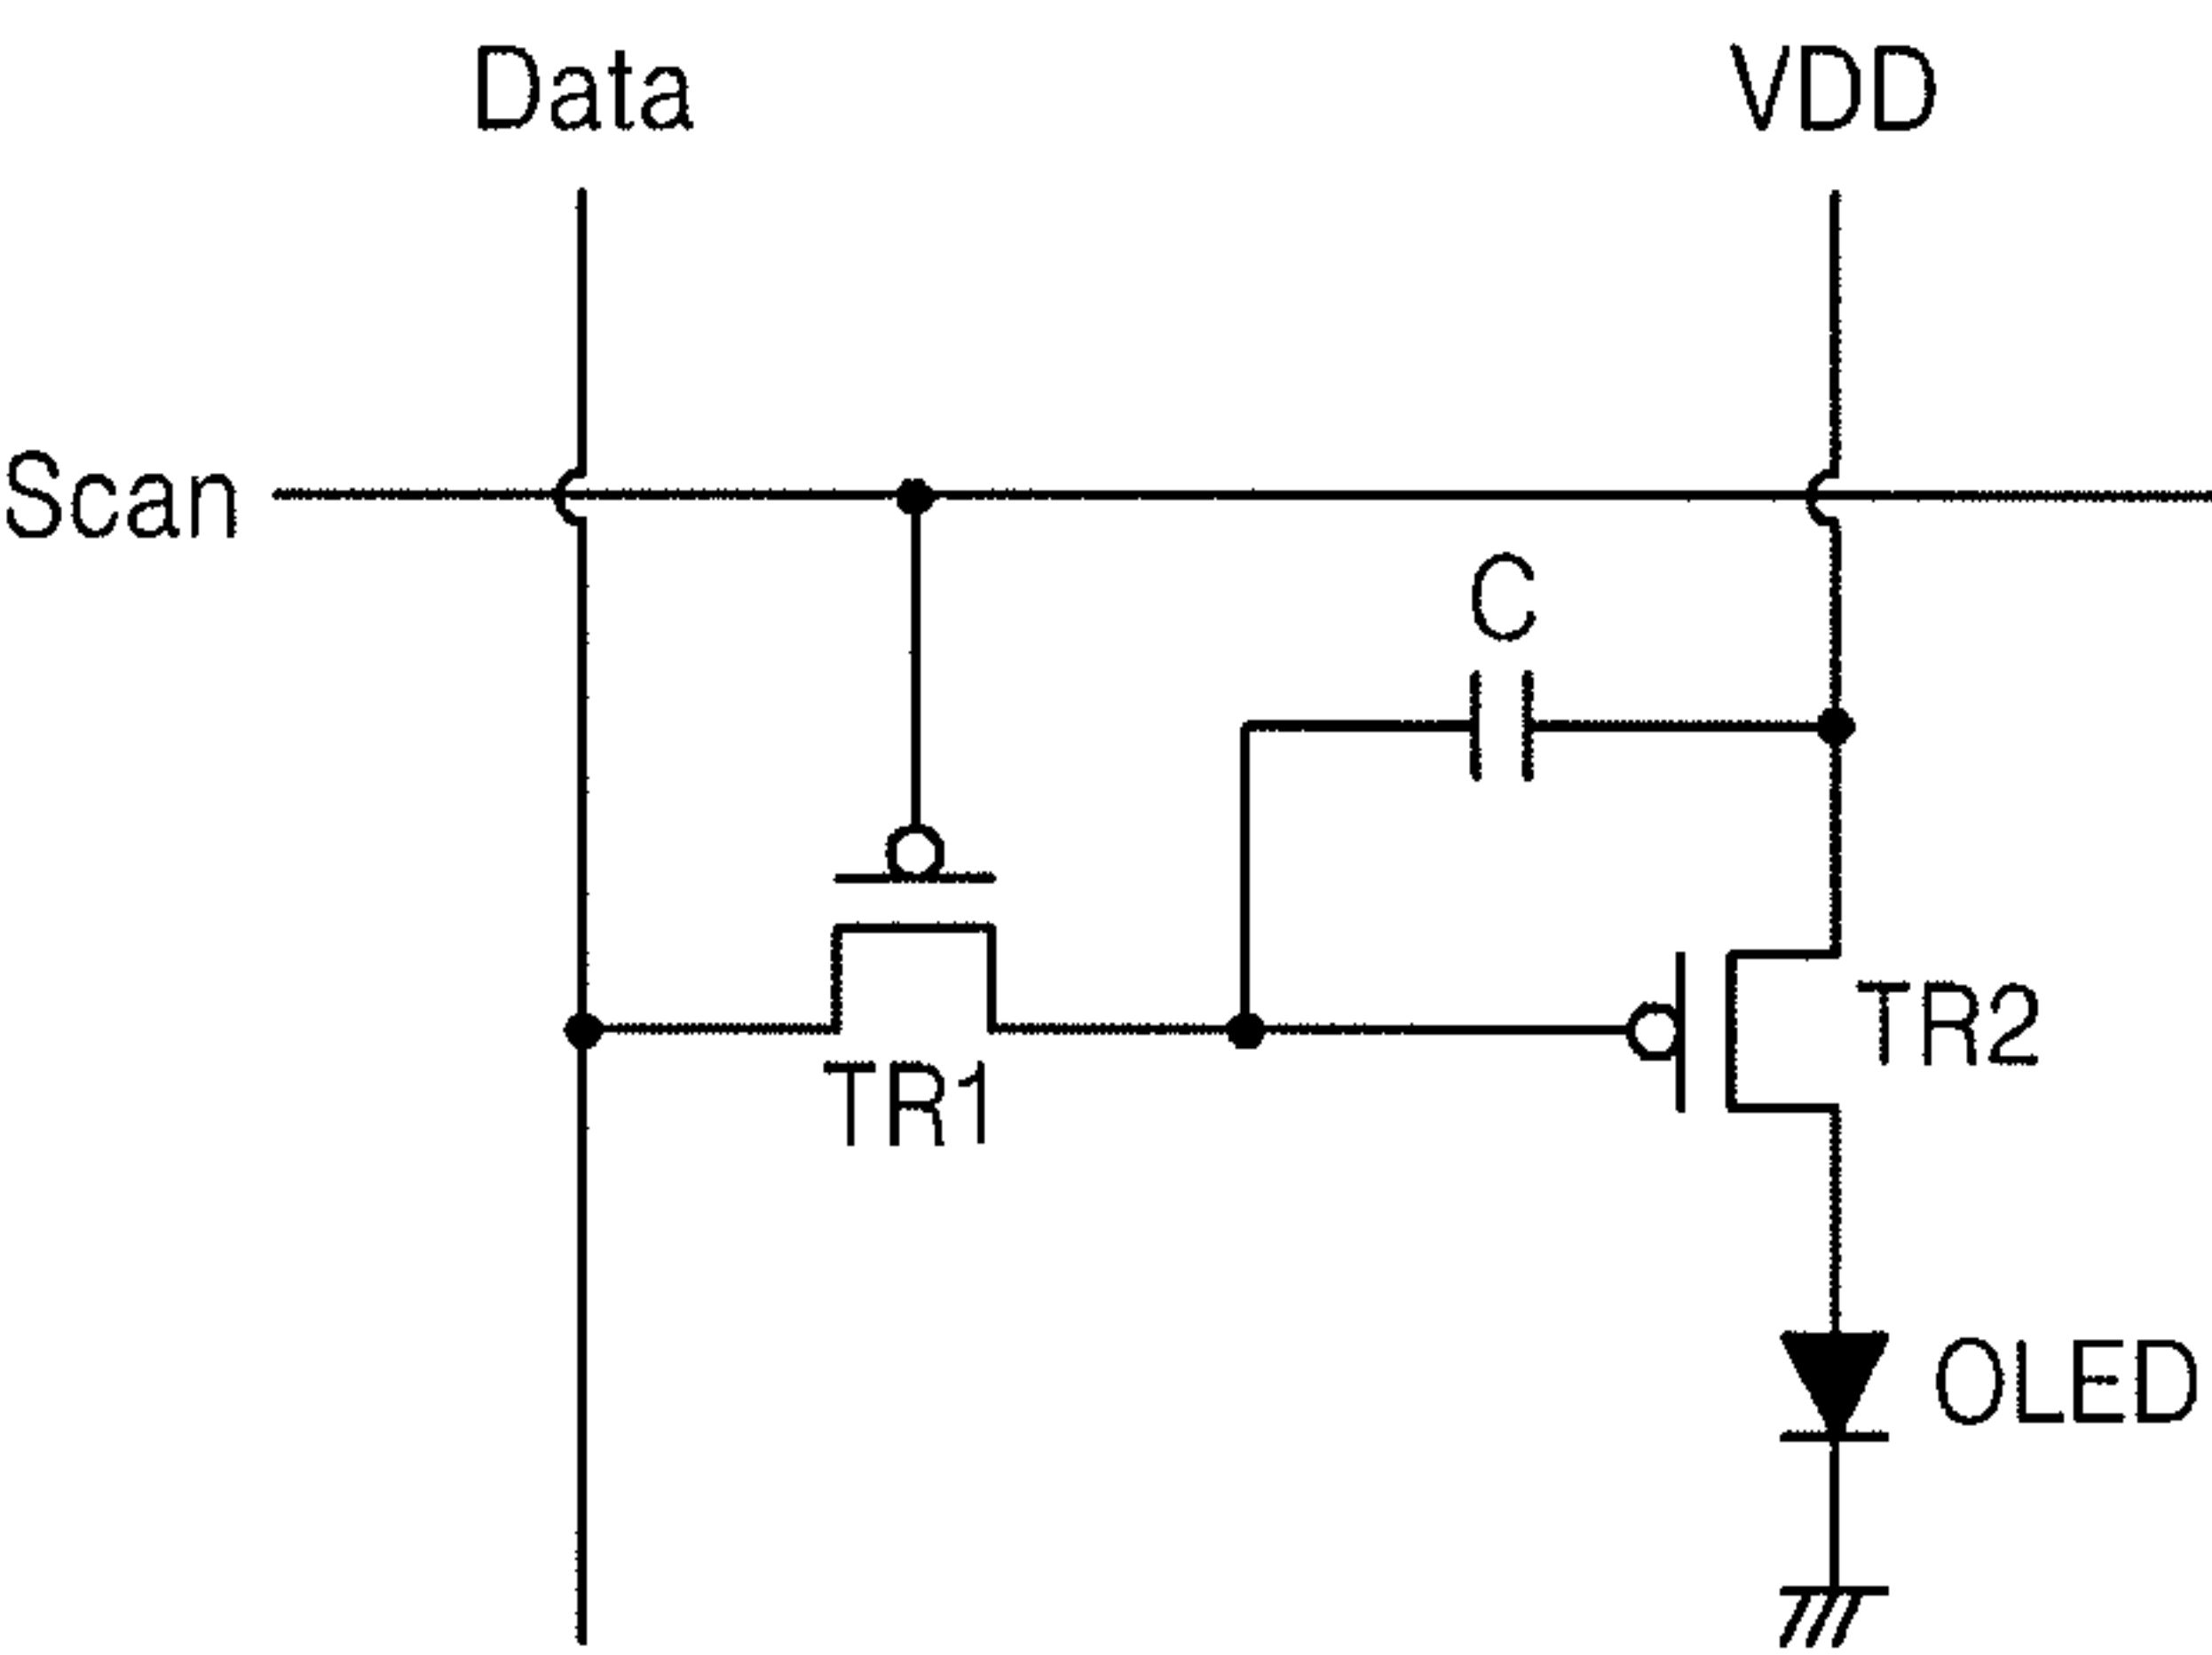 Data
VDD
Scan
C
TR2
TR1
OLED